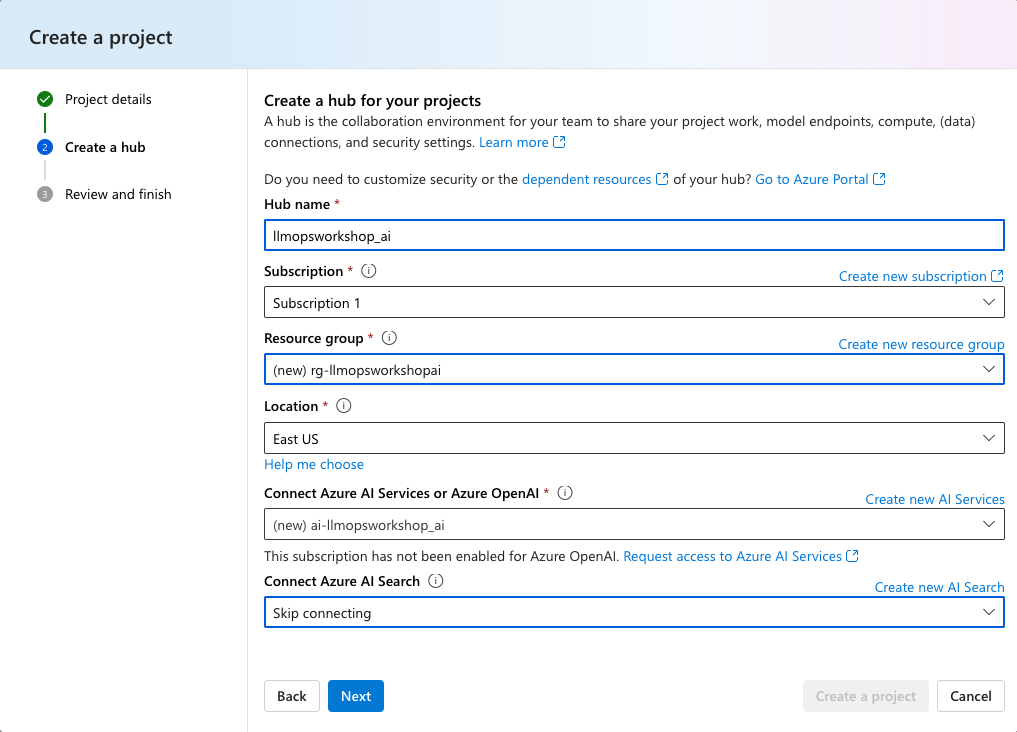 Create a project
Project details
2 Create a hub
3 Review and finish
Create a hub for your projects
A hub is the collaboration environment for your team to share your project work, model endpoints, compute, (data)
connections, and security settings. Learn more
Do you need to customize security or the dependent resources of your hub? Go to Azure Portal
Hub name *
llmopsworkshop_ai
Subscription *
Create new subscription
Subscription 1
Resource group *
Create new resource group
(new) rg-llmopsworkshopai
Location *
East US
Help me choose
Connect Azure AI Services or Azure OpenAI *
Create new AI Services
(new) ai-llmopsworkshop_ai
This subscription has not been enabled for Azure OpenAI. Request access to Azure AI Services
Connect Azure AI Search
Create new AI Search
Skip connecting
Back
Next
Create a project
Cancel